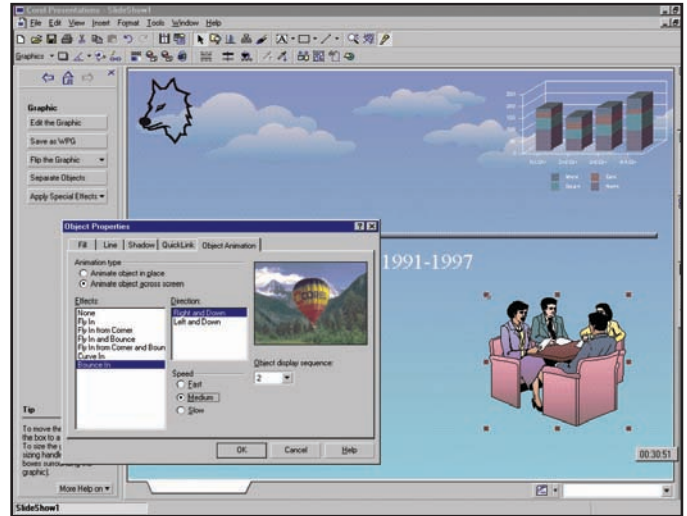 Corel Presentations - SlideShow1
File Edit View Insert Format Tools Window Help
Graphics
Graphic
Edit the Graphic
Save as WPG
Flip the Graphic
Separate Objects
Apply Special Effects
Object Properties
Fill Line Shadow QuickLink Object Animation
Animation type
Animate object in place
Animate object across screen
Effects:
None
Fly In
Fly In from Corner
Fly In and Bounce
Fly In from Corner and Boun
Curve In
Bounce In
Direction:
Right and Down
Left and Down
Speed
Fast
Medium
Slow
COREL
Object display sequence:
2
OK Cancel Help
1991-1997
Tip
To move the
the box to a
To size the
sizing handl
boxes surrounding the
graphic).
More Help on
00:30:51
SlideShow1